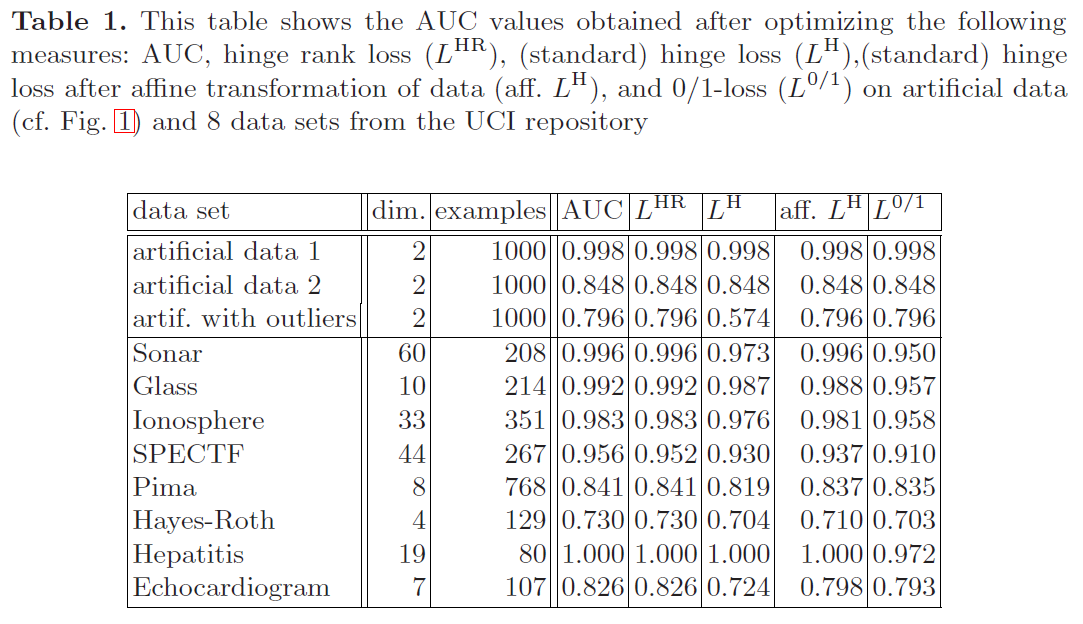 Table 1. This table shows the AUC values obtained after optimizing the following
measures: AUC, hinge rank loss (L^HR), (standard) hinge loss (L^H),(standard) hinge
loss after affine transformation of data (aff. L^H), and 0/1-loss (L^0/1) on artificial data
(cf. Fig. 1) and 8 data sets from the UCI repository
data set dim. examples AUC L^HR L^H aff. L^H L^0/1
artificial data 1 2 1000 0.998 0.998 0.998 0.998 0.998
artificial data 2 2 1000 0.848 0.848 0.848 0.848 0.848
artif. with outliers 2 1000 0.796 0.796 0.574 0.796 0.796
Sonar 60 208 0.996 0.996 0.973 0.996 0.950
Glass 10 214 0.992 0.992 0.987 0.988 0.957
Ionosphere 33 351 0.983 0.983 0.976 0.981 0.958
SPECTF 44 267 0.956 0.952 0.930 0.937 0.910
Pima 8 768 0.841 0.841 0.819 0.837 0.835
Hayes-Roth 4 129 0.730 0.730 0.704 0.710 0.703
Hepatitis 19 80 1.000 1.000 1.000 1.000 0.972
Echocardiogram 7 107 0.826 0.826 0.724 0.798 0.793